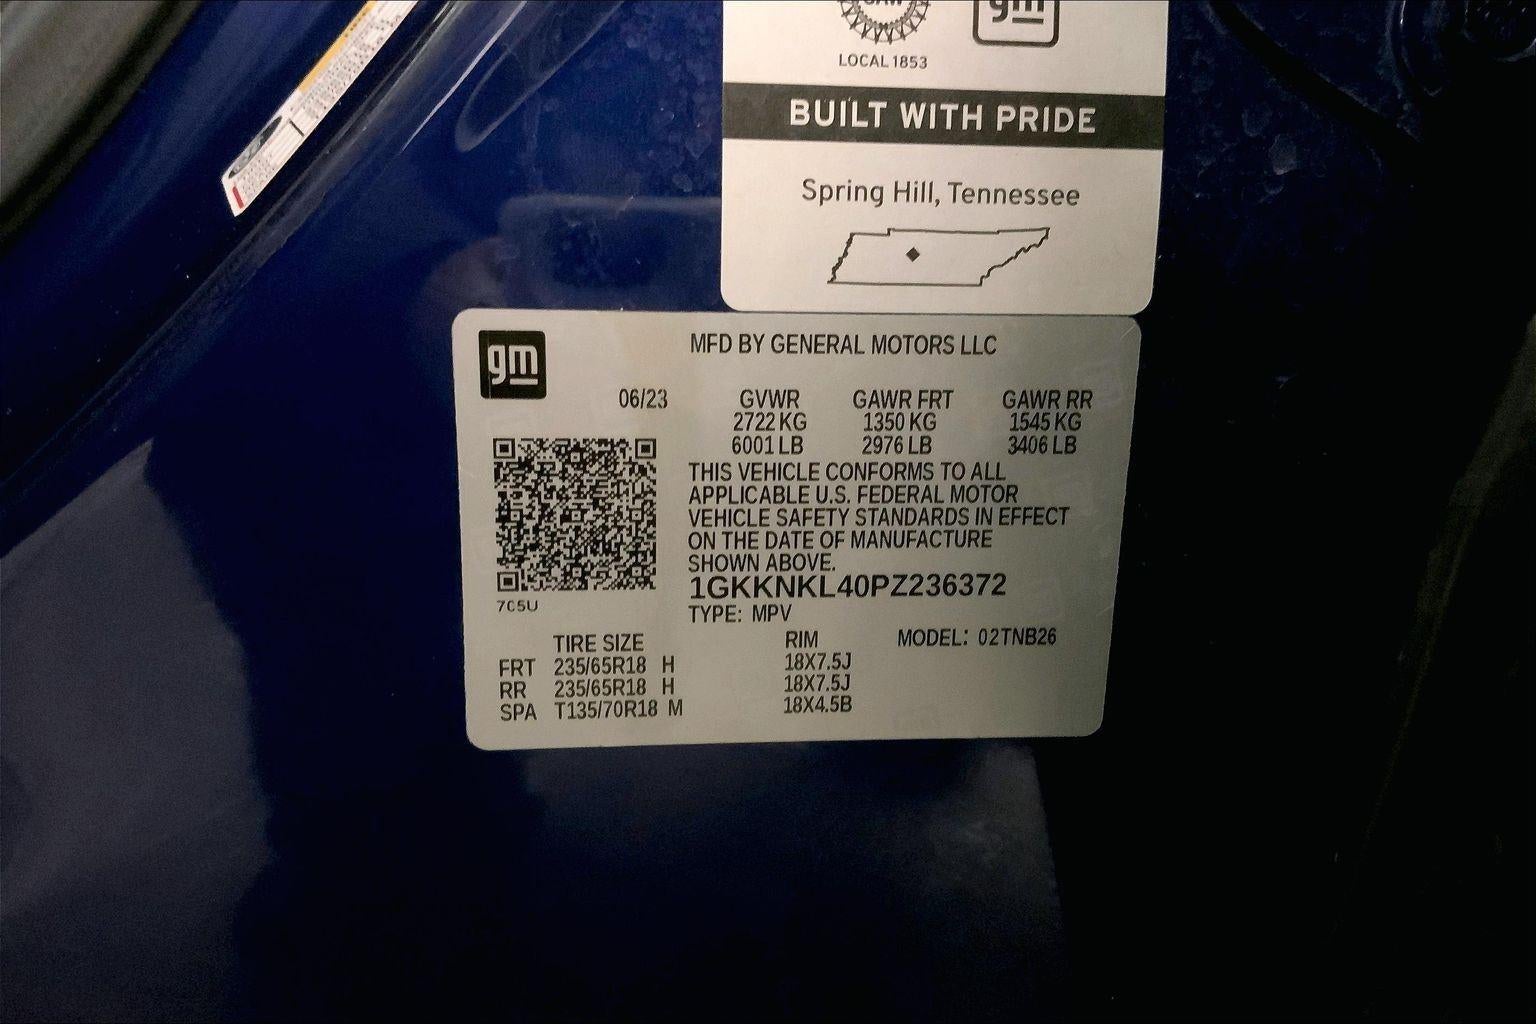 gm
LOCAL 1853
BUILT WITH PRIDE
Spring Hill, Tennessee
gm
MFD BY GENERAL MOTORS LLC
06/23 GVWR GAWR FRT GAWR RR
2722 KG 1350 KG 1545 KG
6001 LB 2976 LB 3406 LB
THIS VEHICLE CONFORMS TO ALL
APPLICABLE U.S. FEDERAL MOTOR
VEHICLE SAFETY STANDARDS IN EFFECT
ON THE DATE OF MANUFACTURE
SHOWN ABOVE.
1GKKNKL40PZ236372
7C5U
TYPE: MPV
TIRE SIZE RIM MODEL: 02TNB26
FRT 235/65R18 H 18X7.5J
RR 235/65R18 H 18X7.5J
SPA T135/70R18 M 18X4.5B